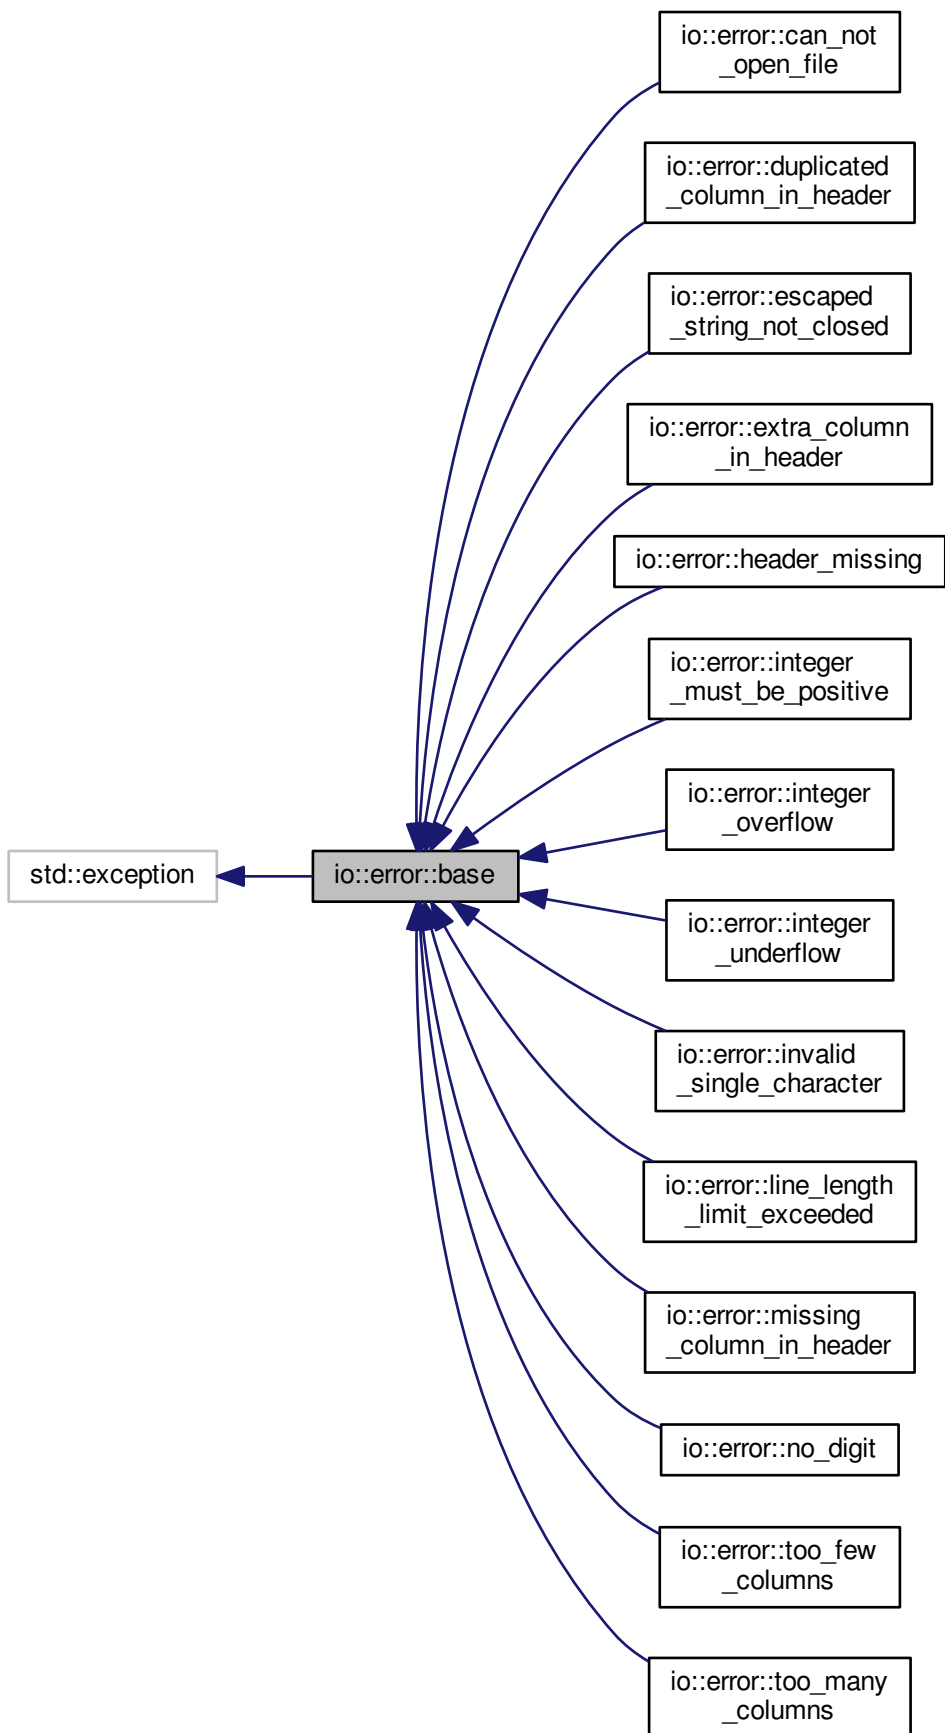 io::error::can_not
_open_file
io::error::duplicated
_column_in_header
io::error::escaped
_string_not_closed
io::error::extra_column
_in_header
io::error::header_missing
io::error::integer
_must_be_positive
io::error::integer
_overflow
std::exception
io::error::base
io::error::integer
_underflow
io::error::invalid
_single_character
io::error::line_length
_limit_exceeded
io::error::missing
_column_in_header
io::error::no_digit
io::error::too_few
_columns
io::error::too_many
_columns